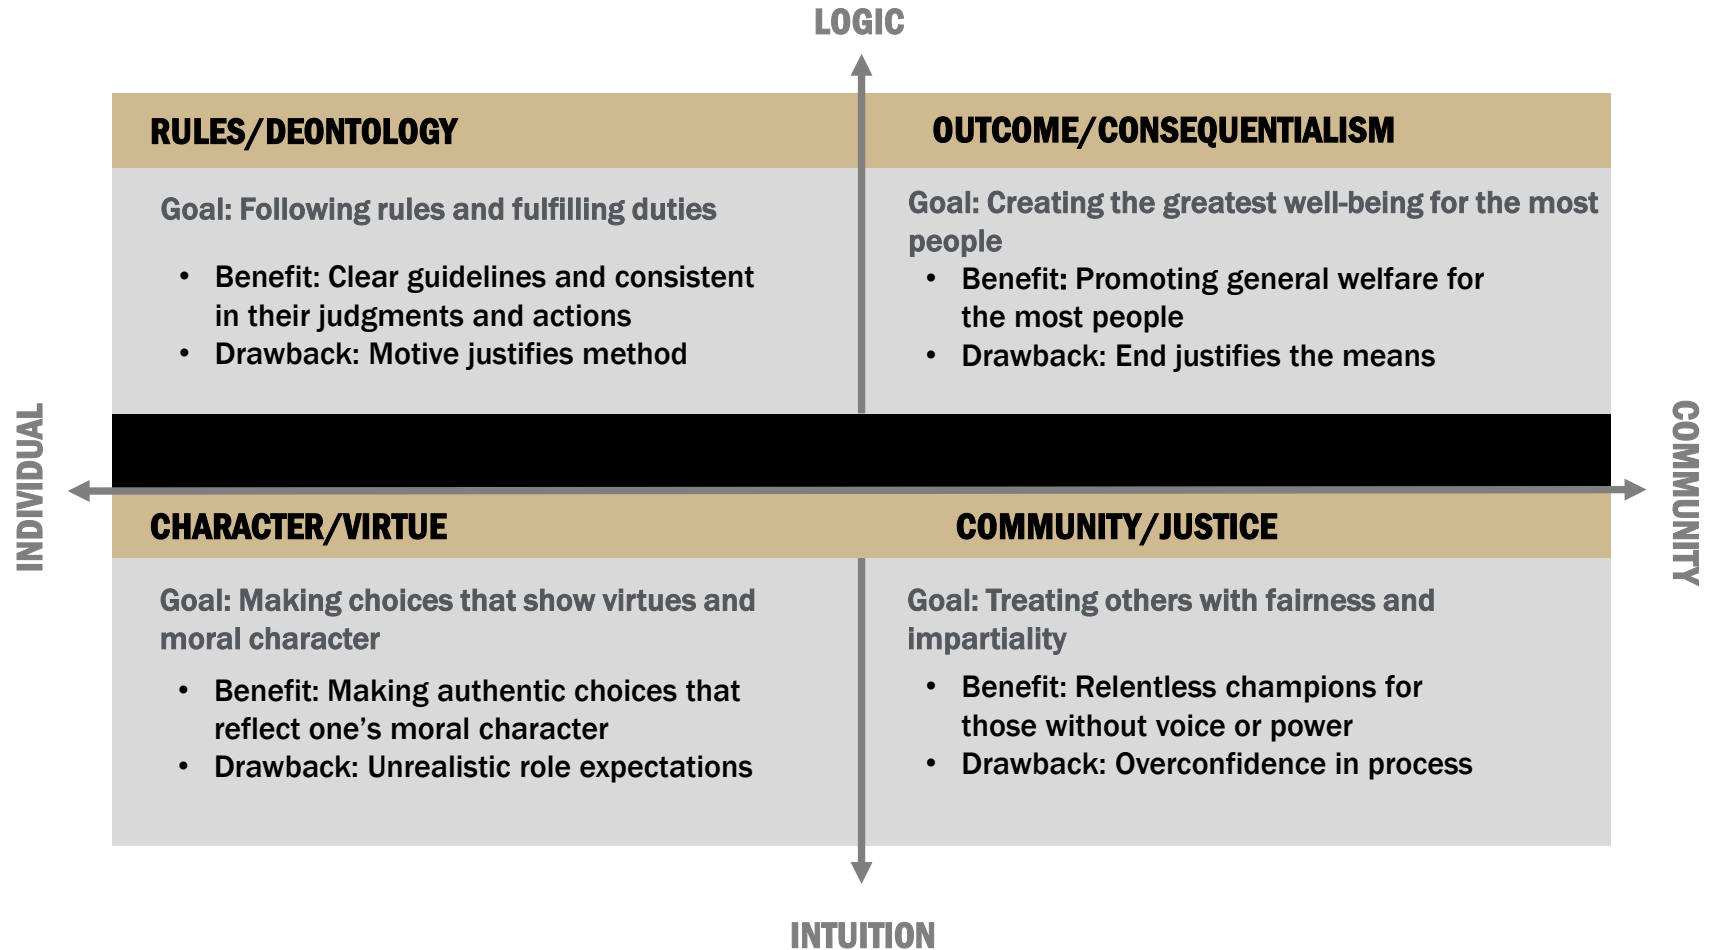 LOGIC
RULES/DEONTOLOGY
Goal: Following rules and fulfilling duties
• Benefit: Clear guidelines and consistent
in their judgments and actions
• Drawback: Motive justifies method
OUTCOME/CONSEQUENTIALISM
Goal: Creating the greatest well-being for the most
people
• Benefit: Promoting general welfare for
the most people
• Drawback: End justifies the means
INDIVIDUAL
COMMUNITY
CHARACTER/VIRTUE
Goal: Making choices that show virtues and
moral character
• Benefit: Making authentic choices that
reflect one’s moral character
• Drawback: Unrealistic role expectations
COMMUNITY/JUSTICE
Goal: Treating others with fairness and
impartiality
• Benefit: Relentless champions for
those without voice or power
• Drawback: Overconfidence in process
INTUITION